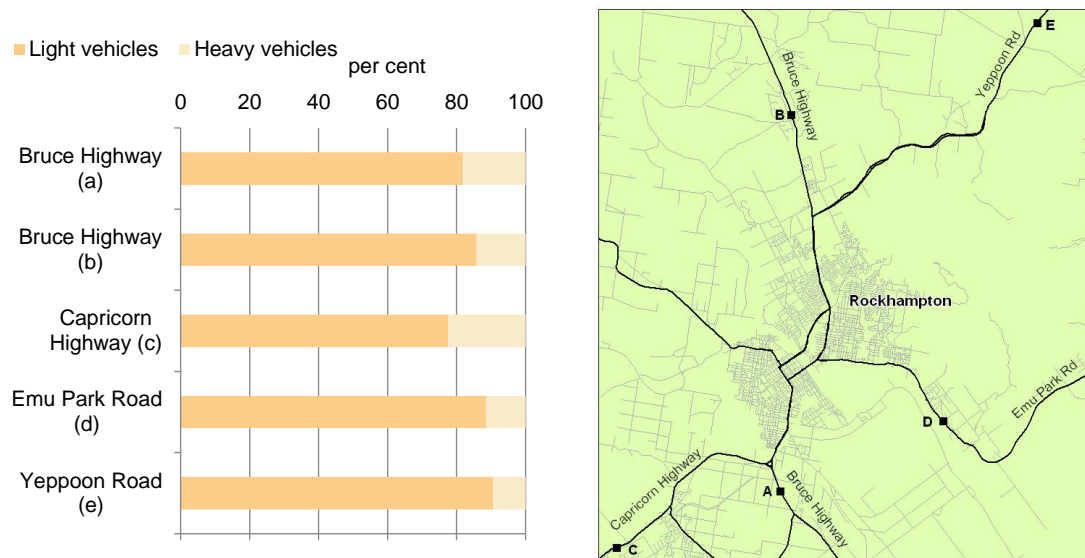 Light vehicles
Heavy vehicles
per cent
0 20 40 60 80 100
Bruce Highway
(a)
Bruce Highway
(b)
Capricorn
Highway (c)
Emu Park Road
(d)
Yeppoon Road
(e)
E
Yeppoon Rd
Bruce Highway
B
Rockhampton
Emu Park Rd
D
Capricorn Highway
A
Bruce Highway
C